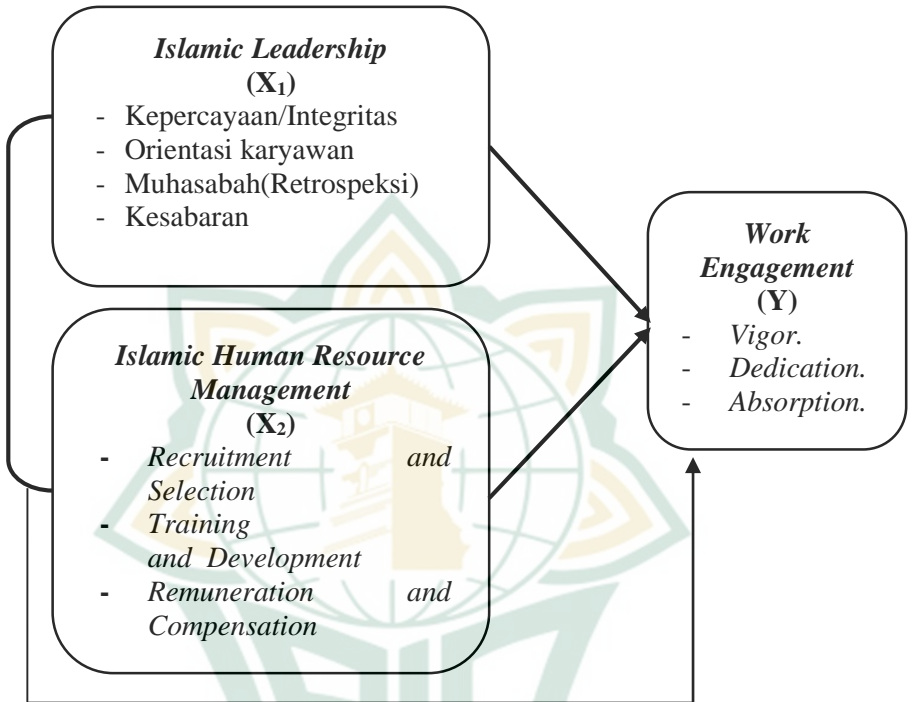 Islamic Leadership
(X₁)
- Kepercayaan/Integritas
- Orientasi karyawan
- Muhasabah(Retrospeksi)
- Kesabaran
Islamic Human Resource
Management
(X₂)
- Recruitment and
Selection
- Training
and Development
- Remuneration and
Compensation
Work
Engagement
(Y)
- Vigor.
- Dedication.
- Absorption.